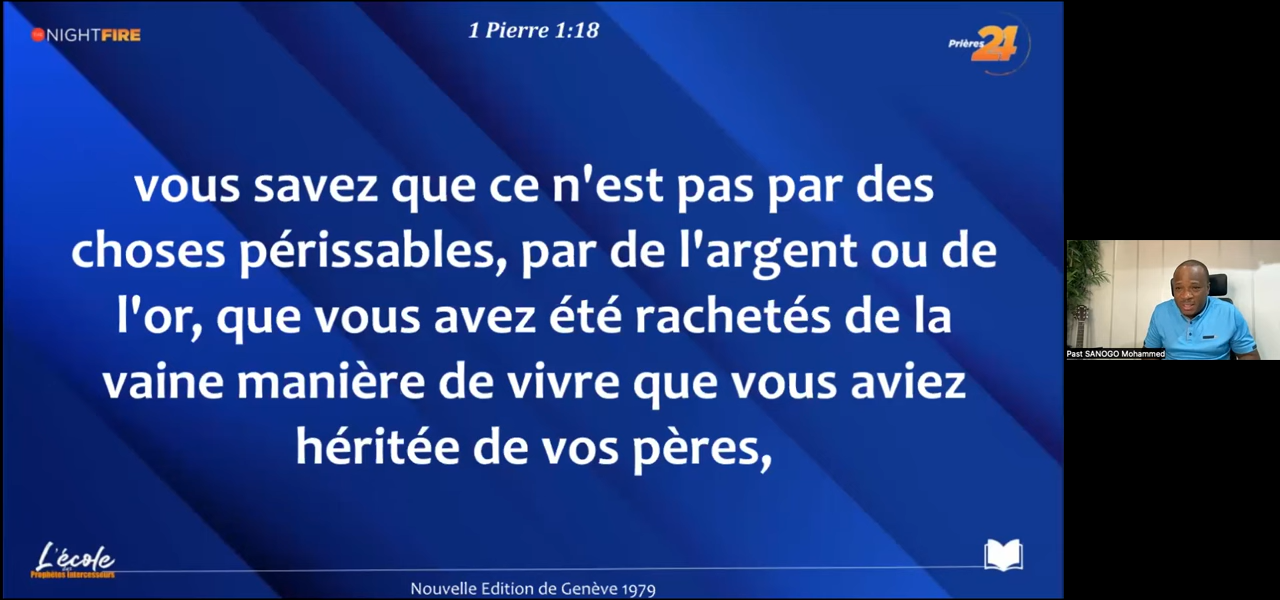 NIGHTFIRE
1 Pierre 1:18
Prières 24
vous savez que ce n'est pas par des
choses périssables, par de l'argent ou de
l'or, que vous avez été rachetés de la
vaine manière de vivre que vous aviez
héritée de vos pères,
Past SANOGO Mohammed
L'école
des
Prophètes Intercesseurs
Nouvelle Edition de Genève 1979